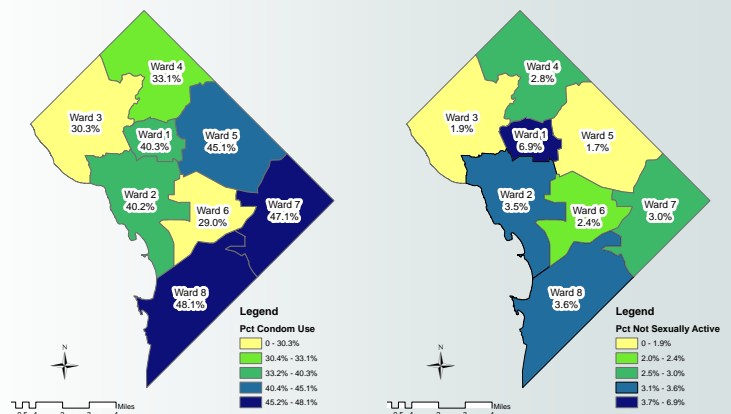 Ward 4
33.1%
Ward 3
30.3%
Ward 1
40.3%
Ward 5
45.1%
Ward 2
40.2%
Ward 6
29.0%
Ward 7
47.1%
Ward 8
48.1%
Legend
Pct Condom Use
0 - 30.3%
30.4% - 33.1%
33.2% - 40.3%
40.4% - 45.1%
45.2% - 48.1%
N
Miles
Ward 4
2.8%
Ward 3
1.9%
Ward 1
6.9%
Ward 5
1.7%
Ward 2
3.5%
Ward 6
2.4%
Ward 7
3.0%
Ward 8
3.6%
Legend
Pct Not Sexually Active
0 - 1.9%
2.0% - 2.4%
2.5% - 3.0%
3.1% - 3.6%
3.7% - 6.9%
N
Miles